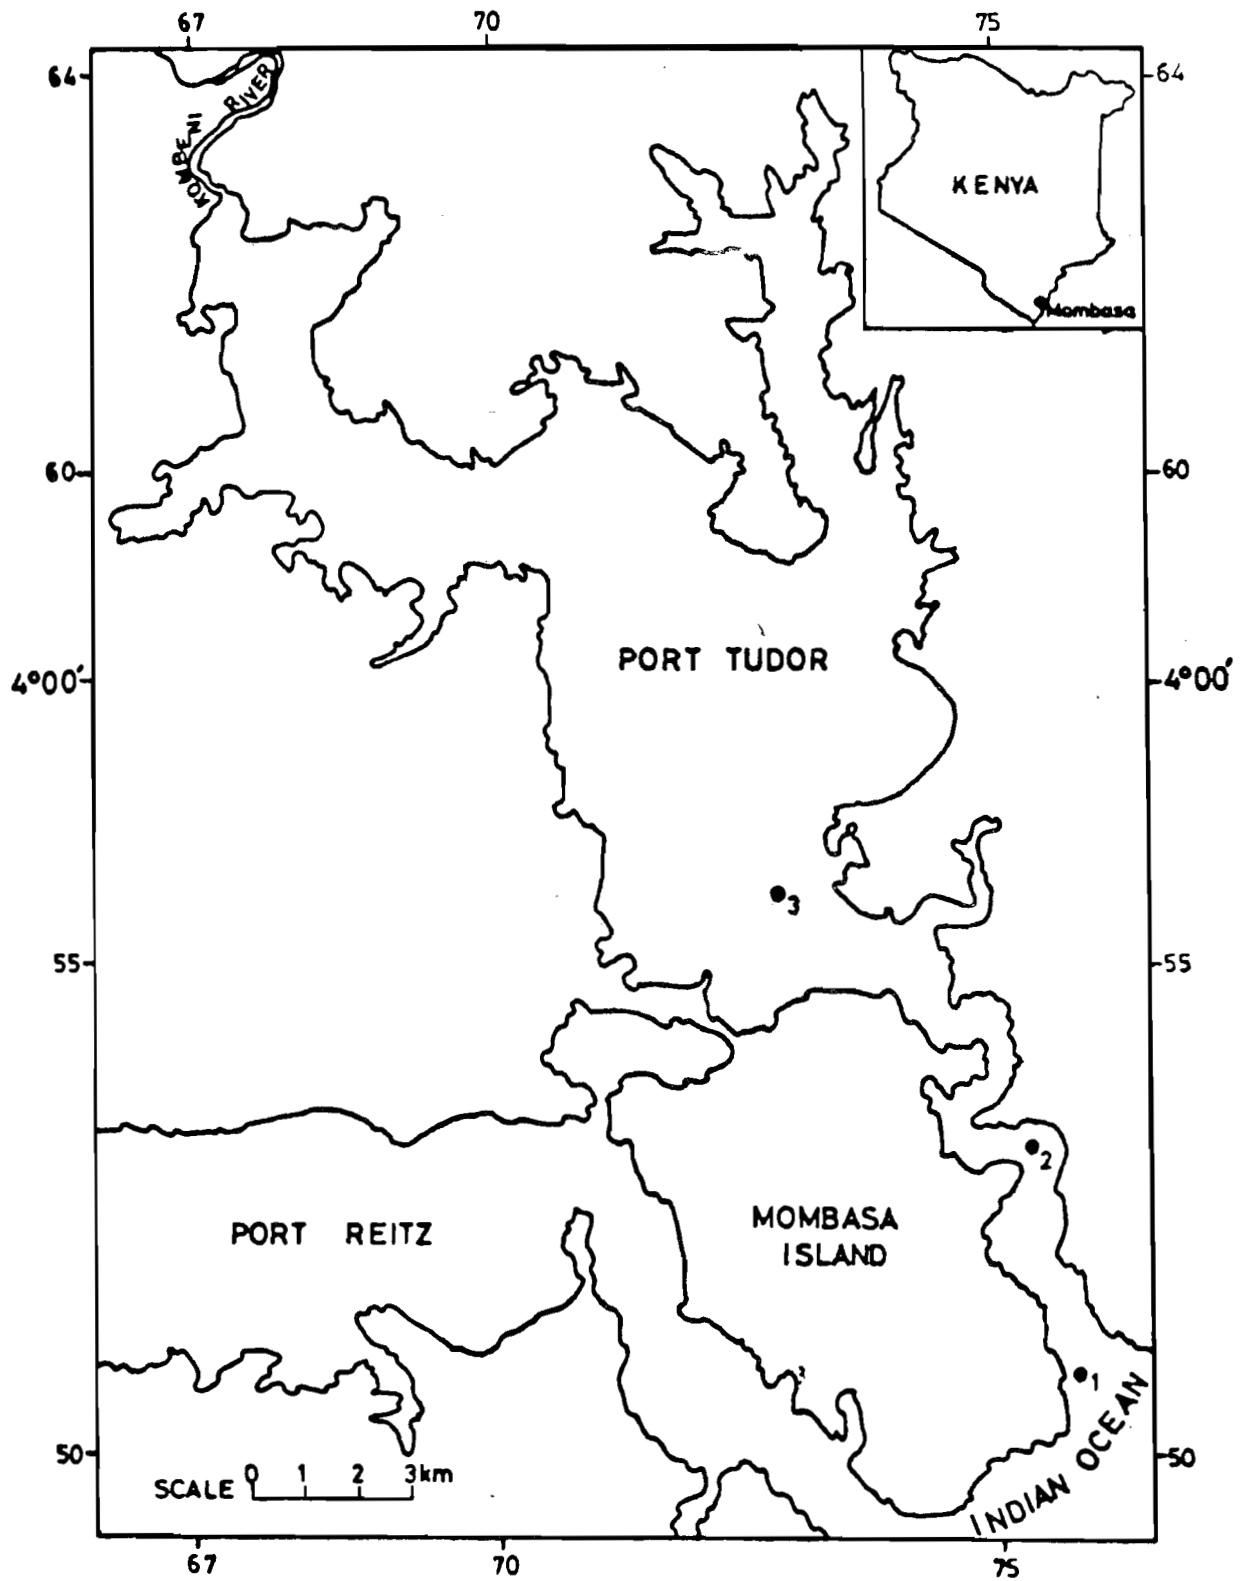 67 70 75
64 64
KOMBENI RIVER
KENYA
Mombasa
60 60
PORT TUDOR
4°00' 4°00'
3
55 55
2
MOMBASA
ISLAND
PORT REITZ
1
INDIAN OCEAN
50 50
SCALE 0 1 2 3km
67 70 75